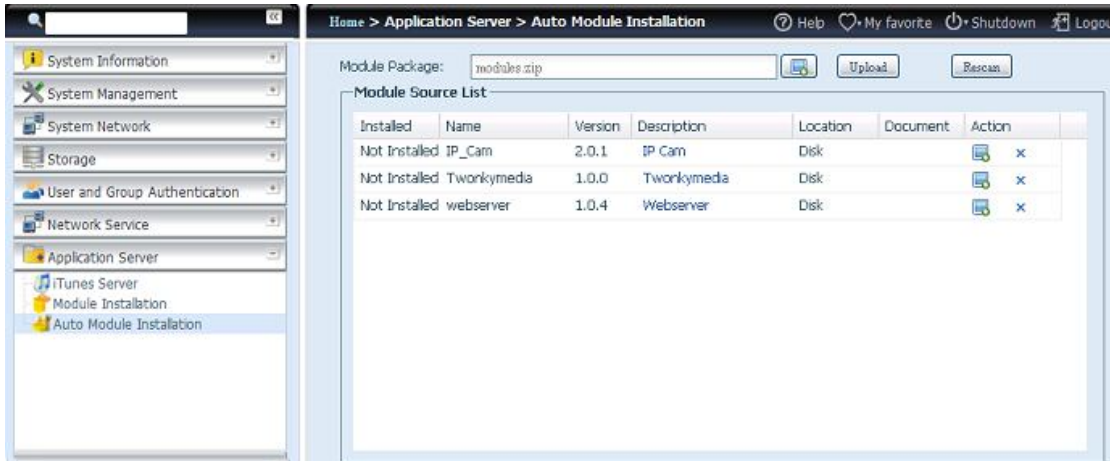 Home > Application Server > Auto Module Installation Help My favorite Shutdown Logou
System Information
System Management
System Network
Storage
User and Group Authentication
Network Service
Application Server
iTunes Server
Module Installation
Auto Module Installation
Module Package: modules.zip Upload Rescan
Module Source List
Installed Name Version Description Location Document Action
Not Installed IP_Cam 2.0.1 IP Cam Disk
Not Installed Twonkymedia 1.0.0 Twonkymedia Disk
Not Installed webserver 1.0.4 Webserver Disk